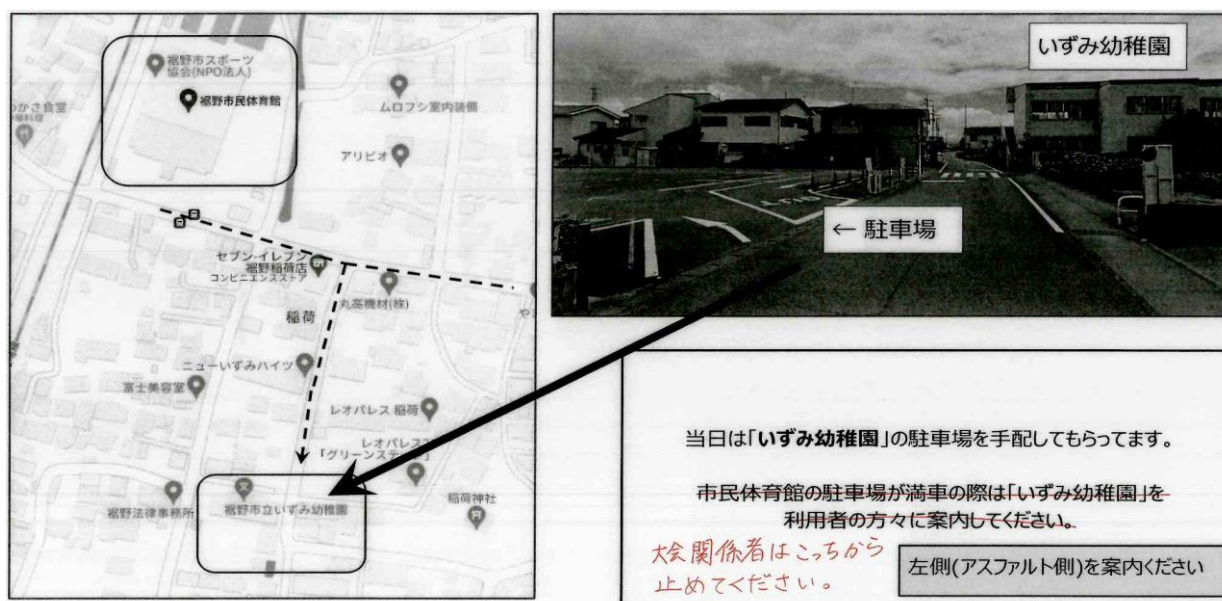 裾野市スポーツ
協会(NPO法人)
裾野市民体育館
ムロフシ室内装備
かさ食堂
アリビオ
セブン-イレブン
裾野稲荷店
コンビニエンスストア
丸高機材(株)
稲荷
ニューいずみハイツ
富士美容室
レオパレス 稲荷
レオパレス21
「グリーンステージ」
裾野法律事務所
裾野市立いずみ幼稚園
稲荷神社
いずみ幼稚園
← 駐車場
当日は「いずみ幼稚園」の駐車場を手配してもらってます。
市民体育館の駐車場が満車の際は「いずみ幼稚園」を
利用者の方々に案内してください。
大会関係者はこっちから
止めてください。
左側(アスファルト側)を案内ください